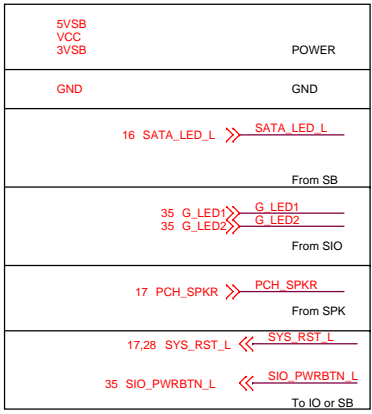 5VSB
VCC
3VSB POWER
GND GND
16 SATA_LED_L SATA_LED_L
From SB
35 G_LED1 G_LED1
35 G_LED2 G_LED2
From SIO
17 PCH_SPKR PCH_SPKR
From SPK
17,28 SYS_RST_L SYS_RST_L
35 SIO_PWRBTN_L SIO_PWRBTN_L
To IO or SB